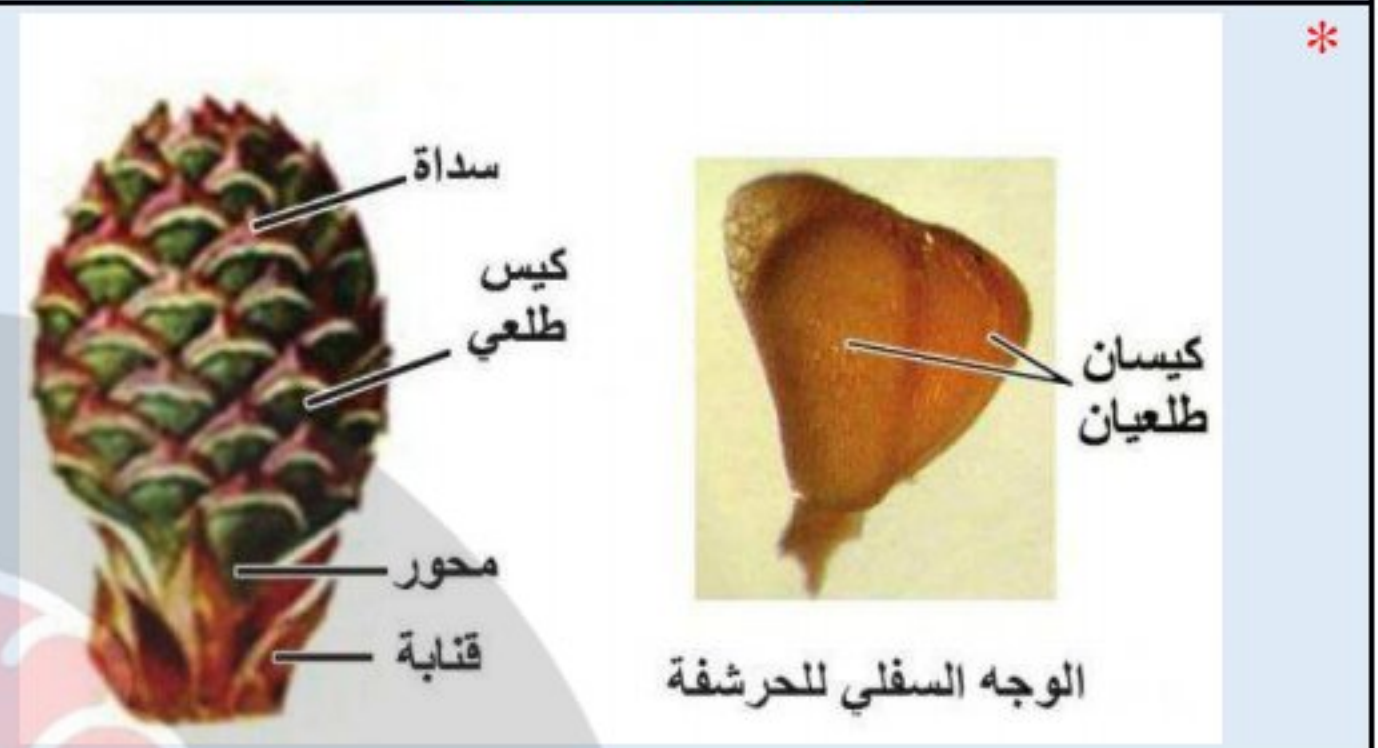 *
سداة
كيس
طلعي
محور
قنابة
كيسان
طلعيان
الوجه السفلي للحرشفة